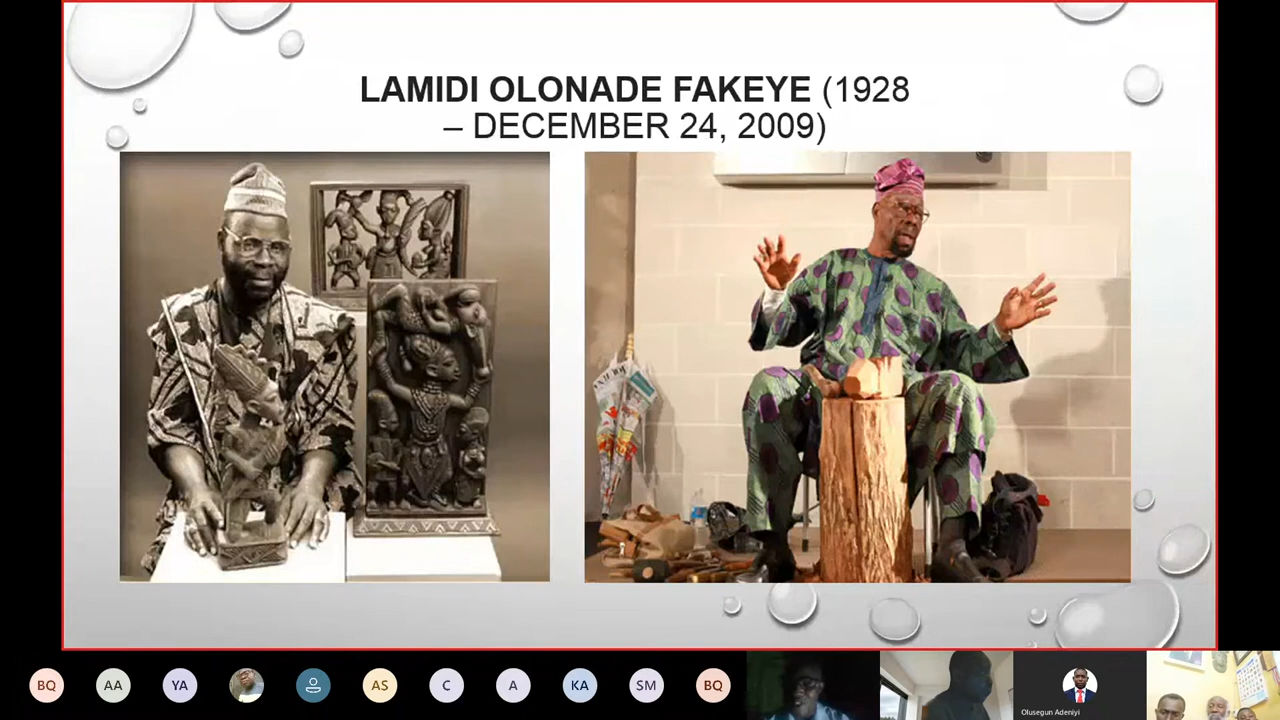 LAMIDI OLONADE FAKEYE (1928
– DECEMBER 24, 2009)
BQ
AA
YA
AS
C
A
KA
SM
BQ
Olusegun Adeniyi